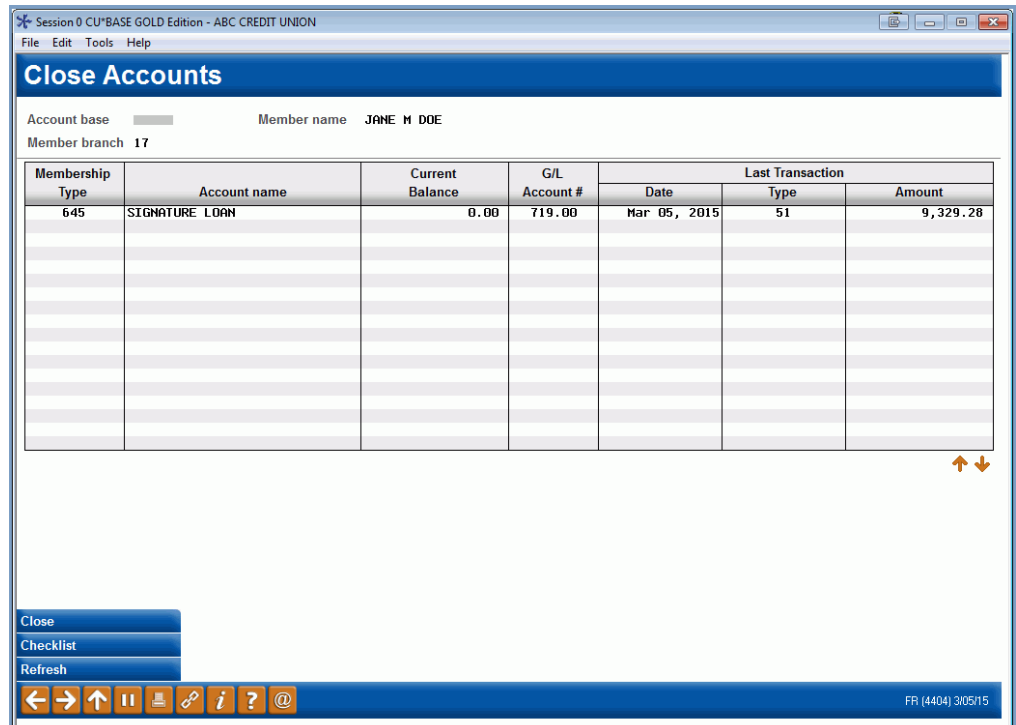 Session 0 CU*BASE GOLD Edition - ABC CREDIT UNION
File Edit Tools Help
Close Accounts
Account base Member name JANE M DOE
Member branch 17
Membership Current G/L Last Transaction
Type Account name Balance Account # Date Type Amount
645 SIGNATURE LOAN 0.00 719.00 Mar 05, 2015 51 9,329.28
Close
Checklist
Refresh
i ? @
FR (4404) 3/05/15